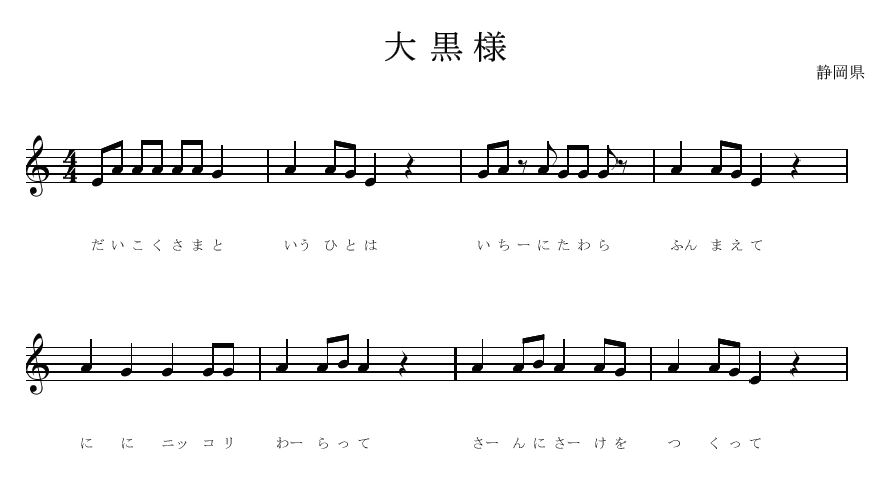 大黒様
静岡県
4
4
だいこくさまと いう ひとは いちーにたわら ふん まえて
に に ニッ コリ わー らって さー んに さー けを つ くって